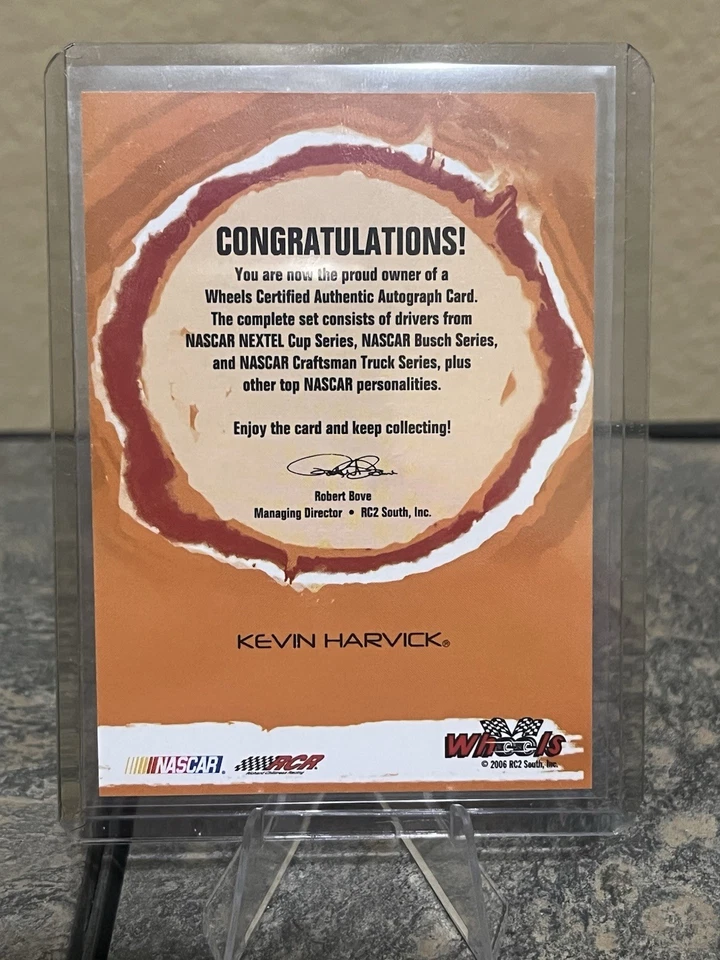 CONGRATULATIONS!
You are now the proud owner of a
Wheels Certified Authentic Autograph Card.
The complete set consists of drivers from
NASCAR NEXTEL Cup Series, NASCAR Busch Series,
and NASCAR Craftsman Truck Series, plus
other top NASCAR personalities.
Enjoy the card and keep collecting!
Robert Bove
Managing Director • RC2 South, Inc.
KEVIN HARVICK®
NASCAR®
RCR
Richard Childress Racing
Wheels
© 2006 RC2 South, Inc.